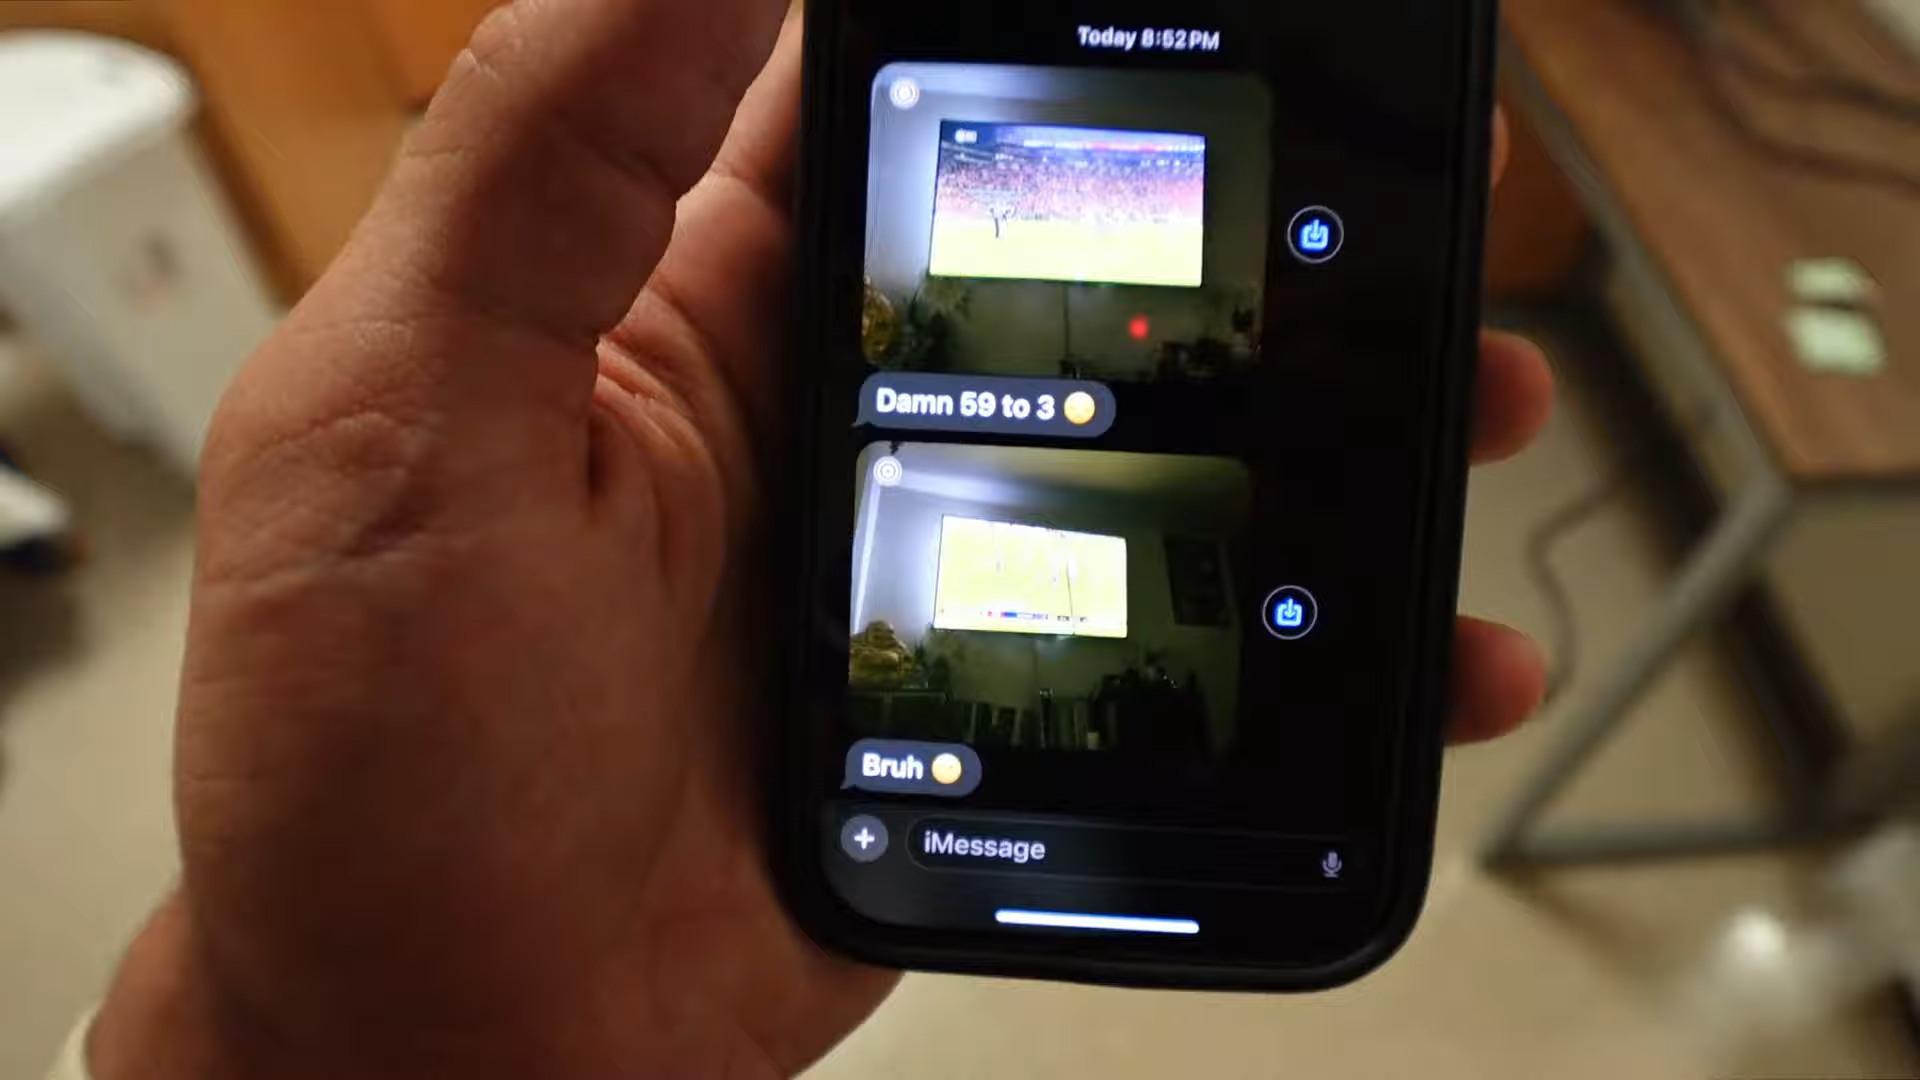 Today 8:52 PM
Damn 59 to 3 😔
Bruh 😔
iMessage